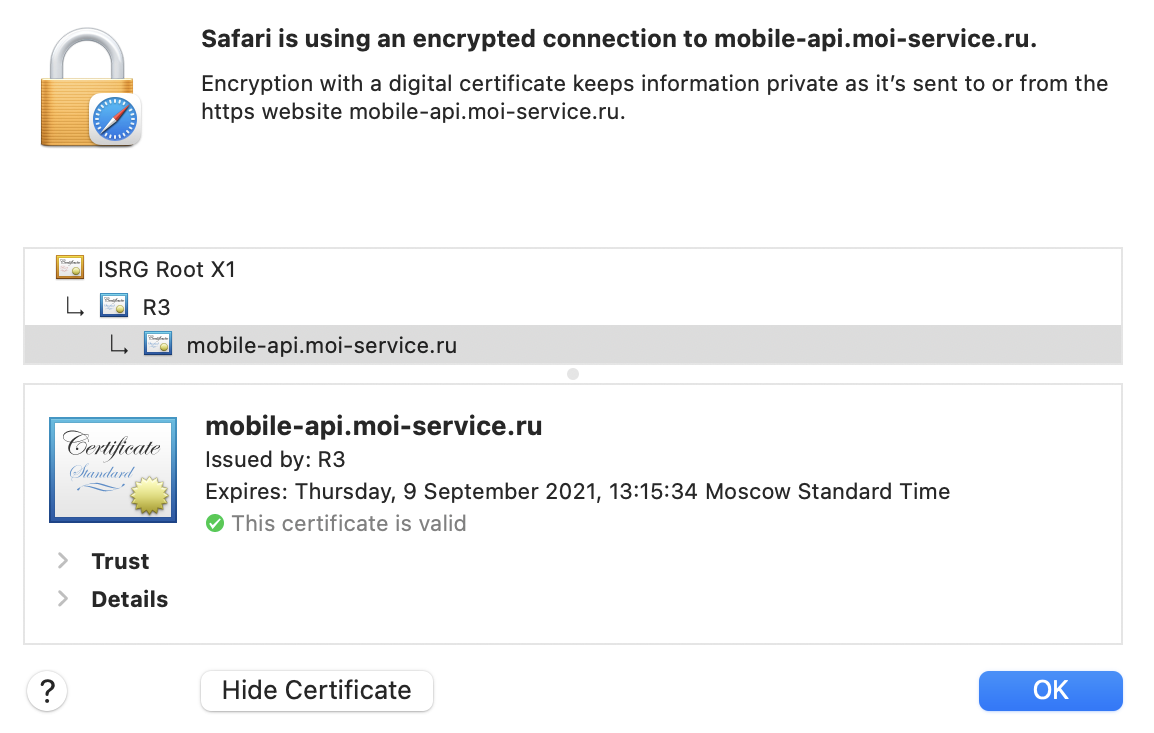 Safari is using an encrypted connection to mobile-api.moi-service.ru.
Encryption with a digital certificate keeps information private as it’s sent to or from the
https website mobile-api.moi-service.ru.
ISRG Root X1
R3
mobile-api.moi-service.ru
Certificate
Standard
mobile-api.moi-service.ru
Issued by: R3
Expires: Thursday, 9 September 2021, 13:15:34 Moscow Standard Time
This certificate is valid
Trust
Details
?
Hide Certificate
OK